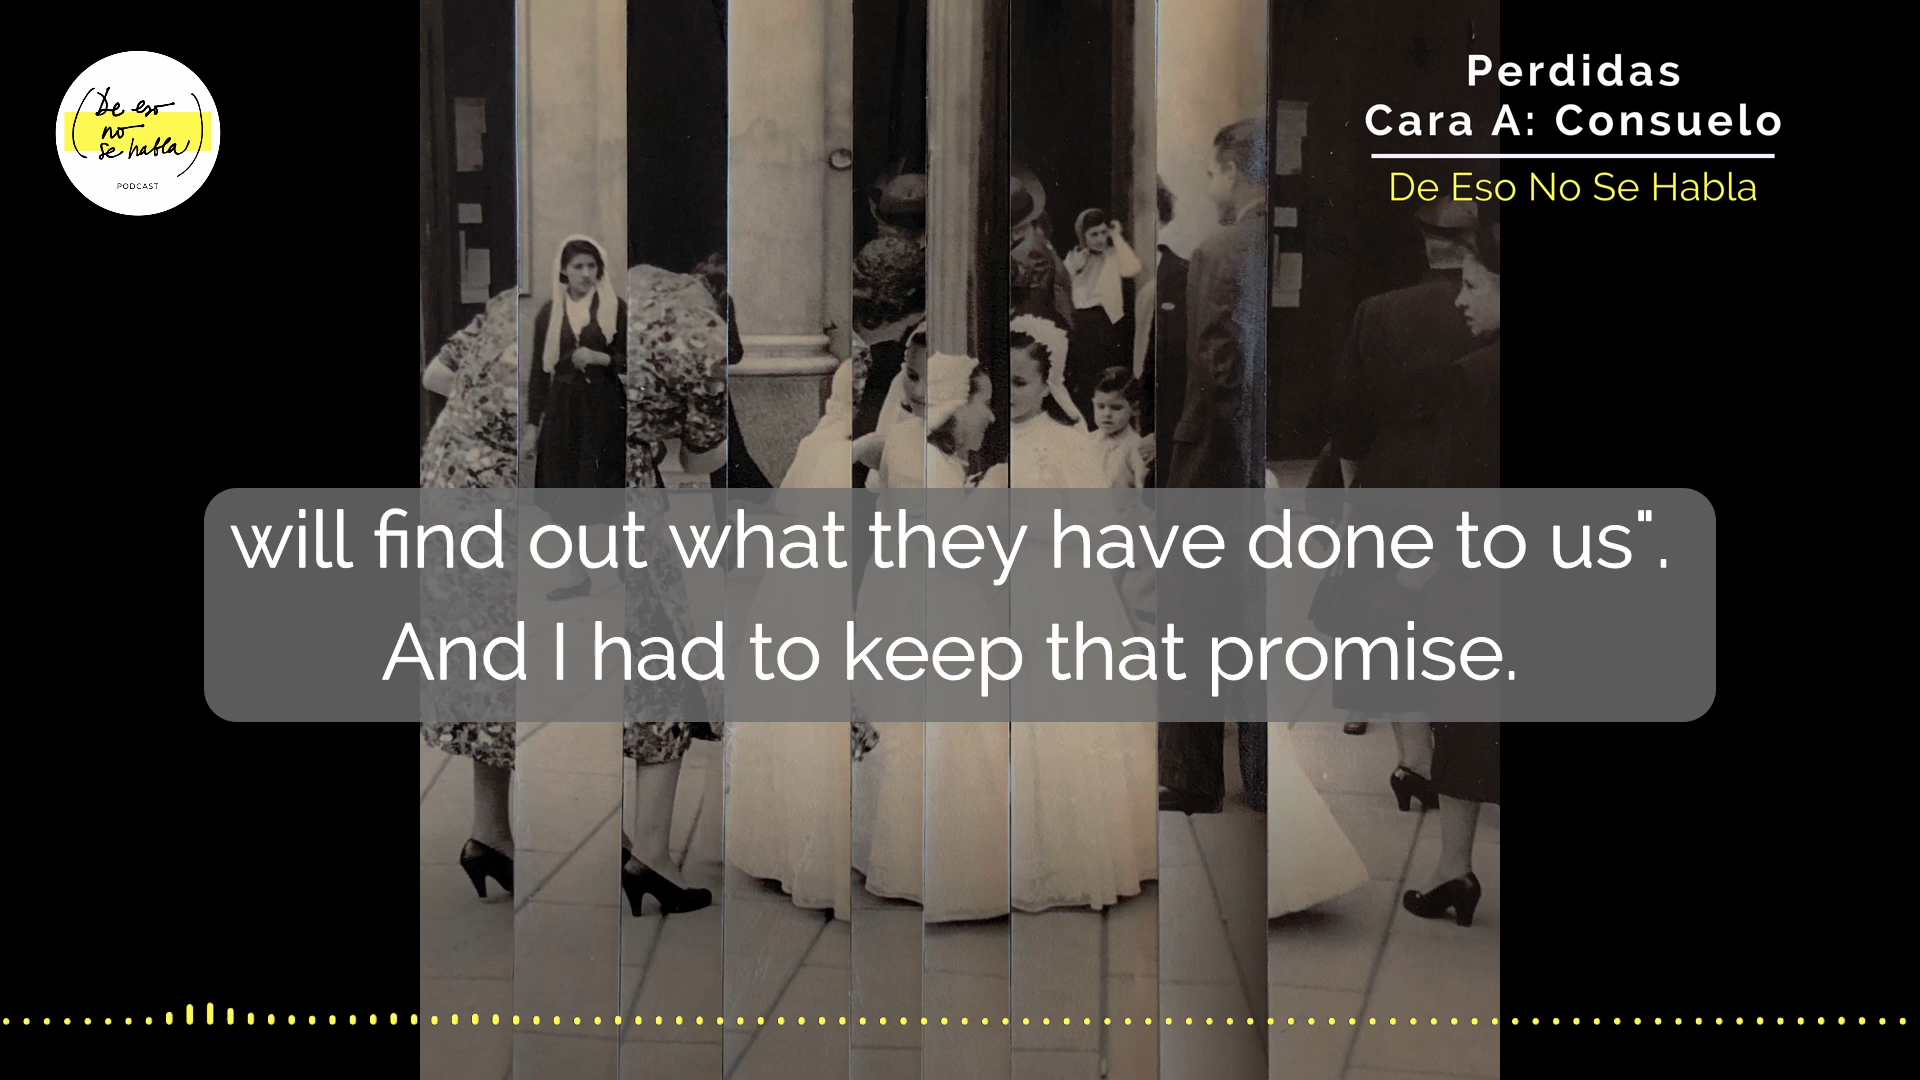 (De eso
no
se habla)
PODCAST
Perdidas
Cara A: Consuelo
De Eso No Se Habla
will find out what they have done to us".
And I had to keep that promise.